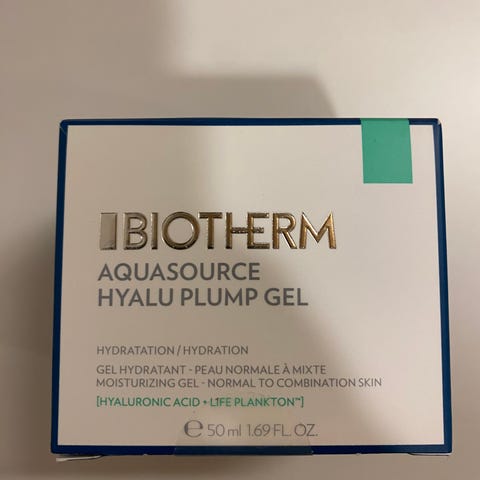 BIOTHERM
AQUASOURCE
HYALU PLUMP GEL
HYDRATATION / HYDRATION
GEL HYDRATANT - PEAU NORMALE À MIXTE
MOISTURIZING GEL - NORMAL TO COMBINATION SKIN
[HYALURONIC ACID + LIFE PLANKTON™]
℮ 50 ml 1.69 FL. OZ.